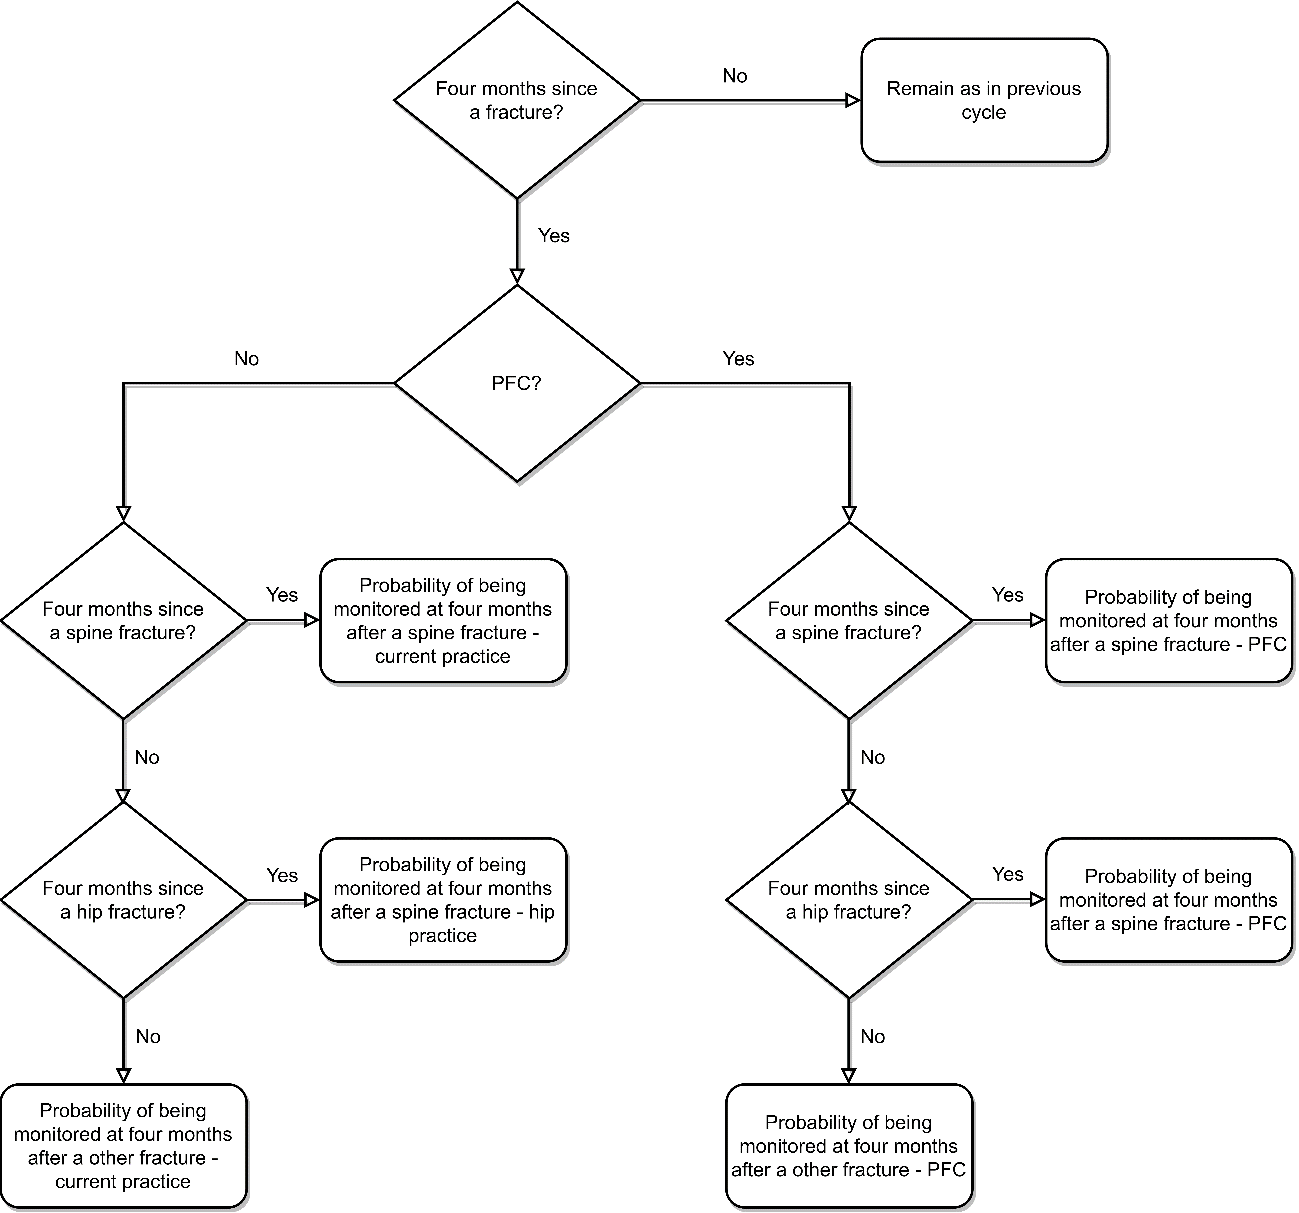 Four months since
a fracture?
No
Remain as in previous
cycle
Yes
No
PFC?
Yes
Four months since
a spine fracture?
Yes
Probability of being
monitored at four months
after a spine fracture -
current practice
Four months since
a spine fracture?
Yes
Probability of being
monitored at four months
after a spine fracture - PFC
No
No
Four months since
a hip fracture?
Yes
Probability of being
monitored at four months
after a spine fracture - hip
practice
Four months since
a hip fracture?
Yes
Probability of being
monitored at four months
after a spine fracture - PFC
No
No
Probability of being
monitored at four months
after a other fracture -
current practice
Probability of being
monitored at four months
after a other fracture - PFC